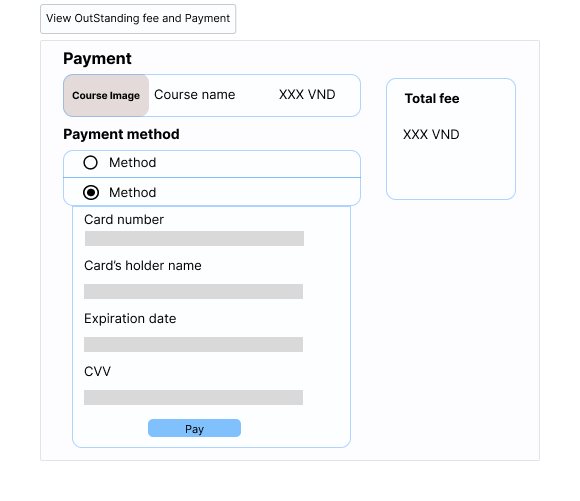 View OutStanding fee and Payment
Payment
Course Image Course name XXX VND
Total fee
XXX VND
Payment method
Method
Method
Card number
Card's holder name
Expiration date
CVV
Pay